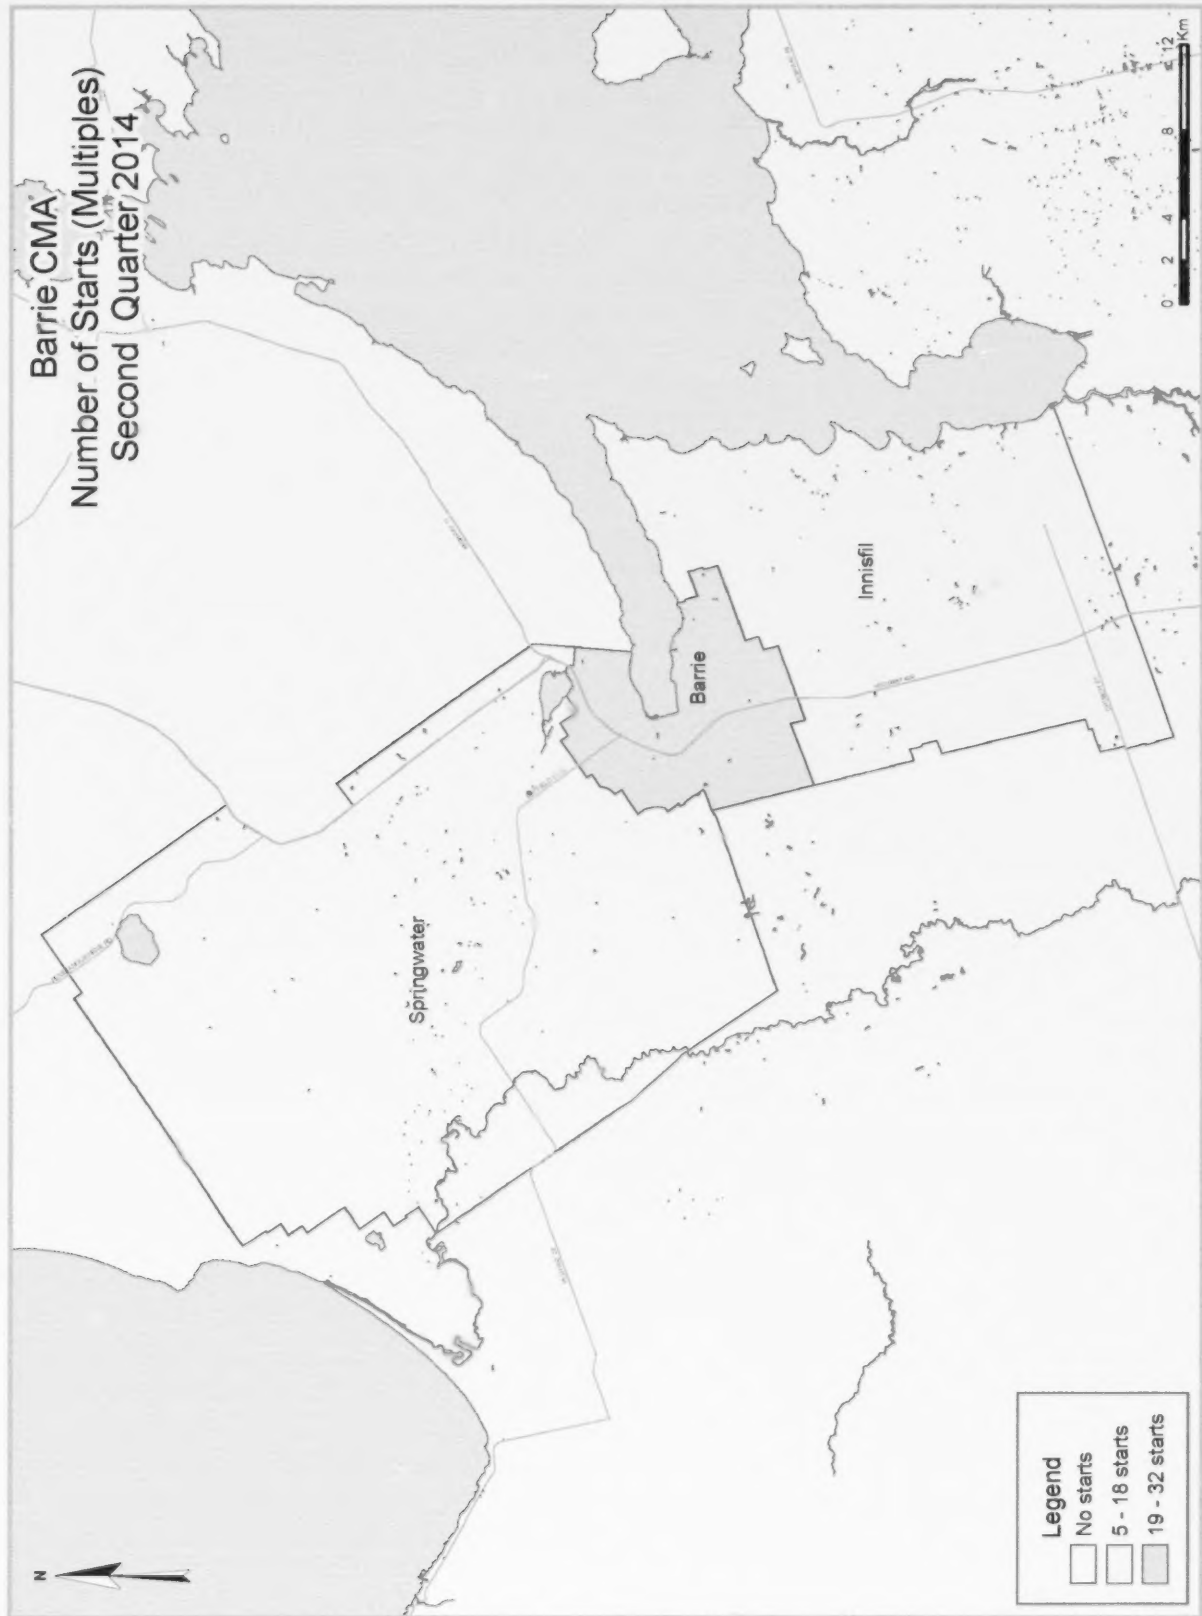 Barrie CMA
Number of Starts (Multiples)
Second Quarter 2014
N
Springwater
Barrie
Innisfil
Legend
No starts
5 - 18 starts
19 - 32 starts
0 2 4 8 12
Km